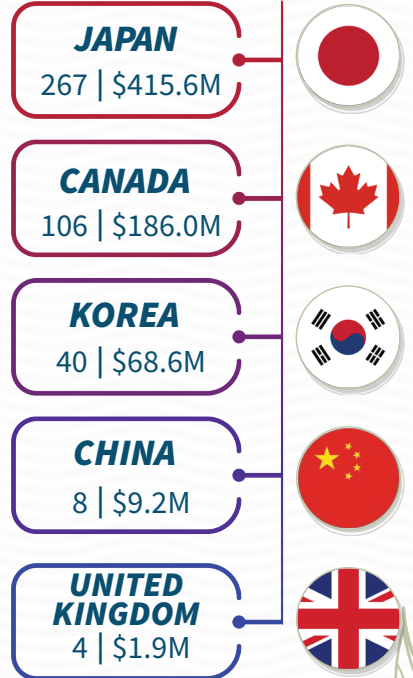 JAPAN
267 | $415.6M
CANADA
106 | $186.0M
KOREA
40 | $68.6M
CHINA
8 | $9.2M
UNITED
KINGDOM
4 | $1.9M